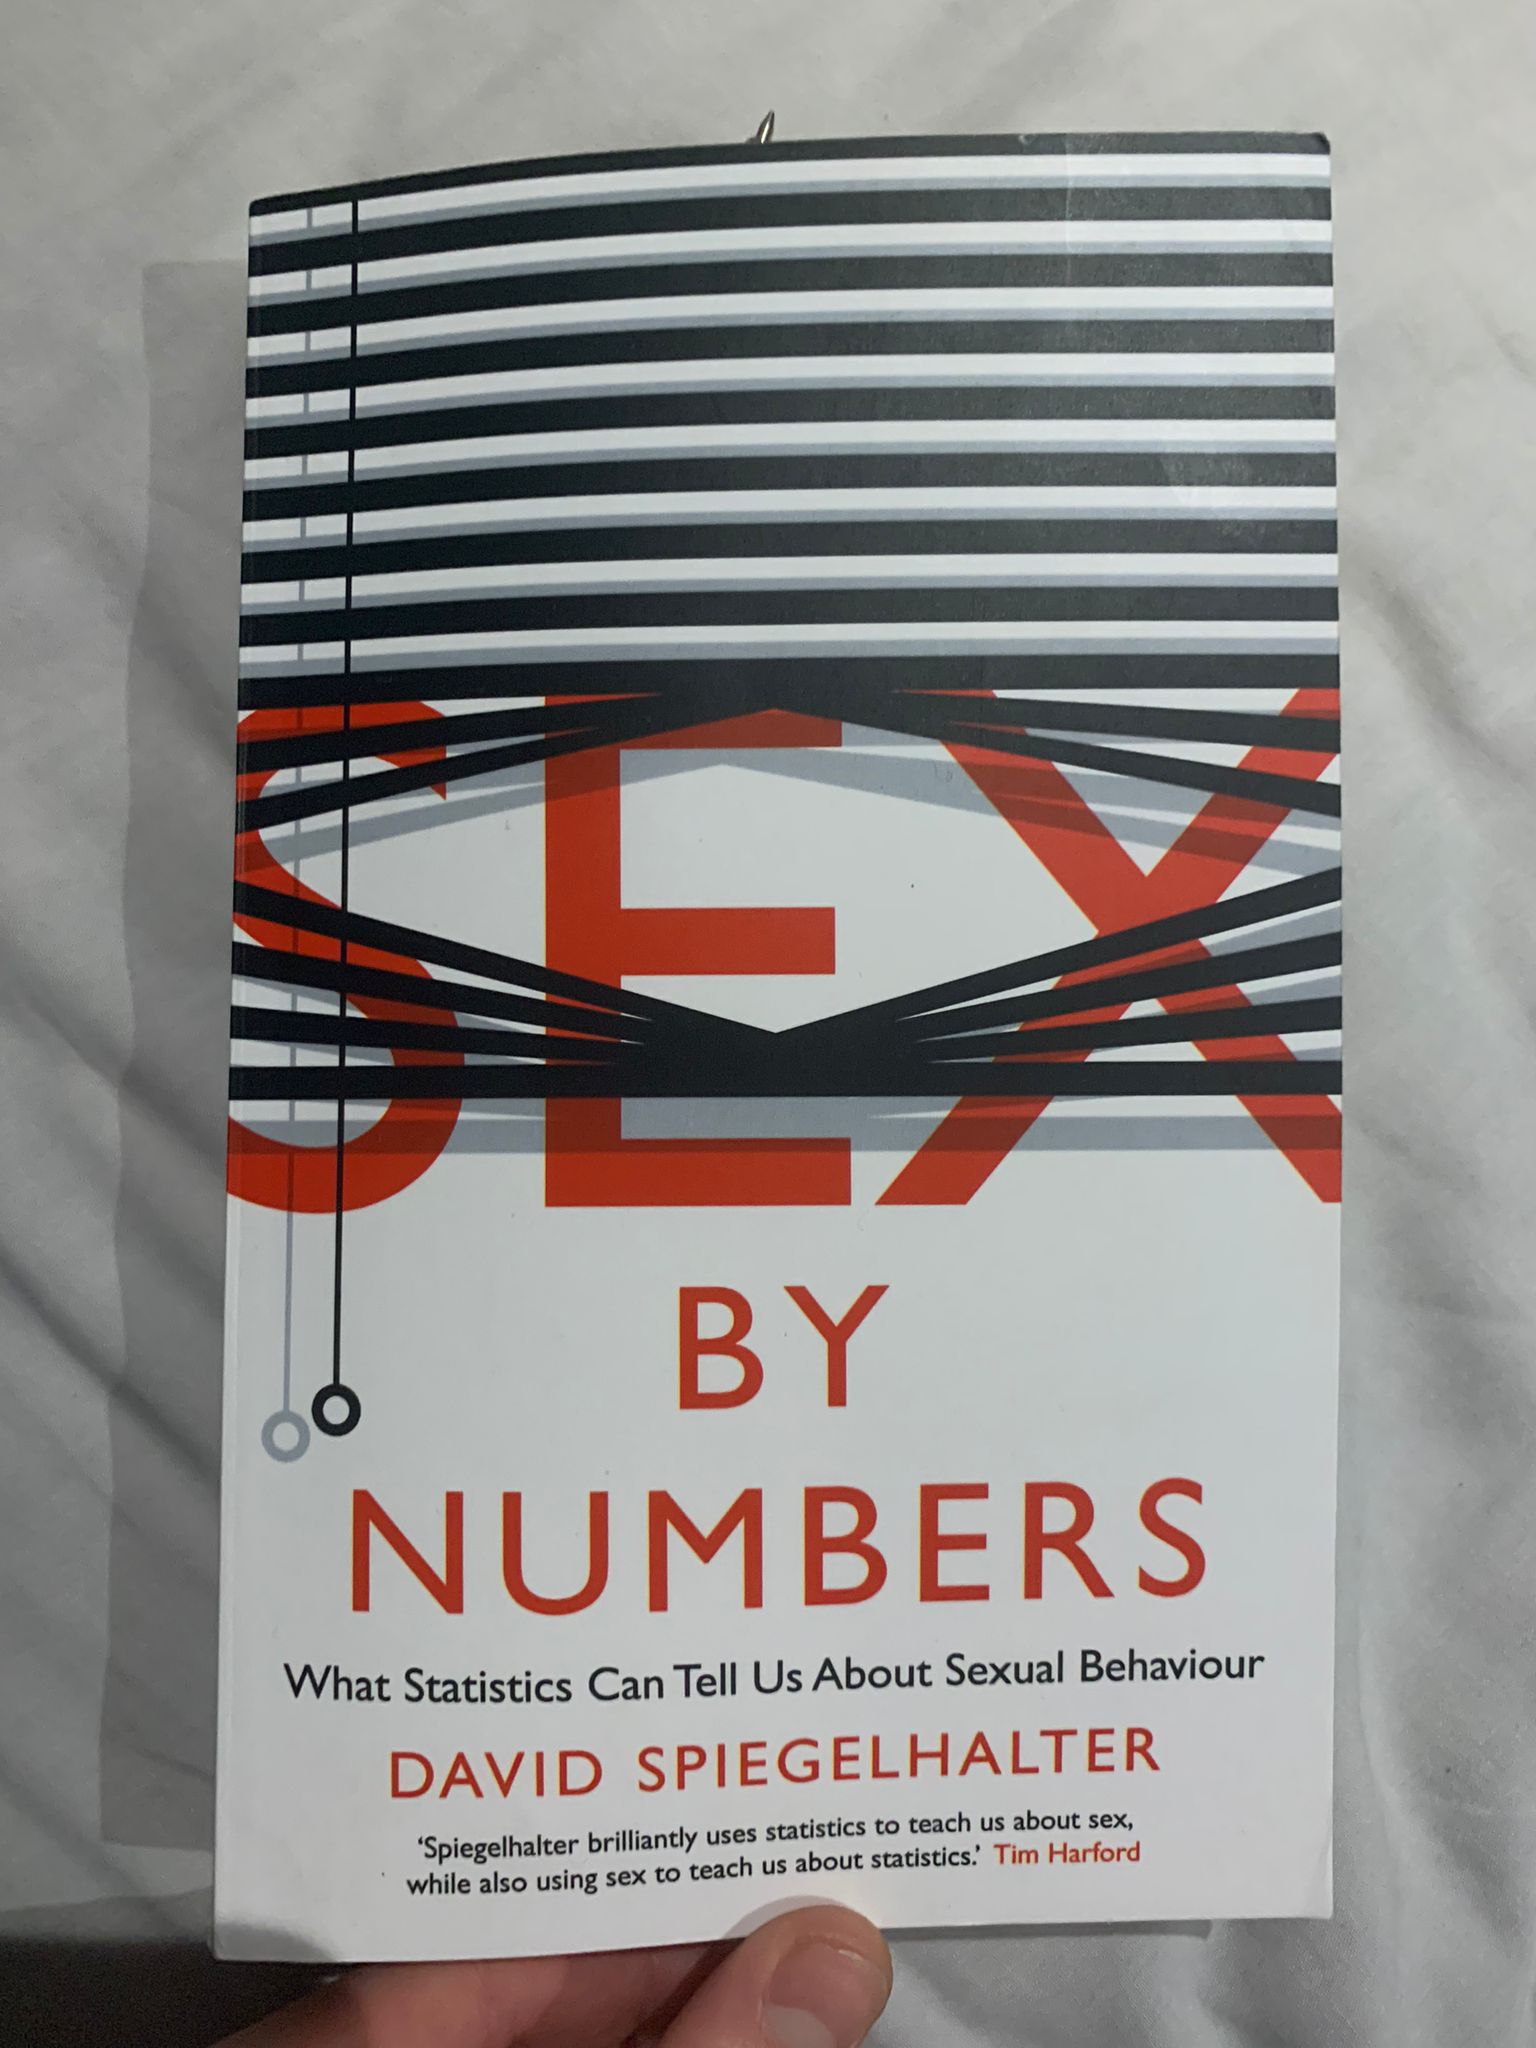 SEX
BY
NUMBERS
What Statistics Can Tell Us About Sexual Behaviour
DAVID SPIEGELHALTER
‘Spiegelhalter brilliantly uses statistics to teach us about sex,
while also using sex to teach us about statistics.’ Tim Harford